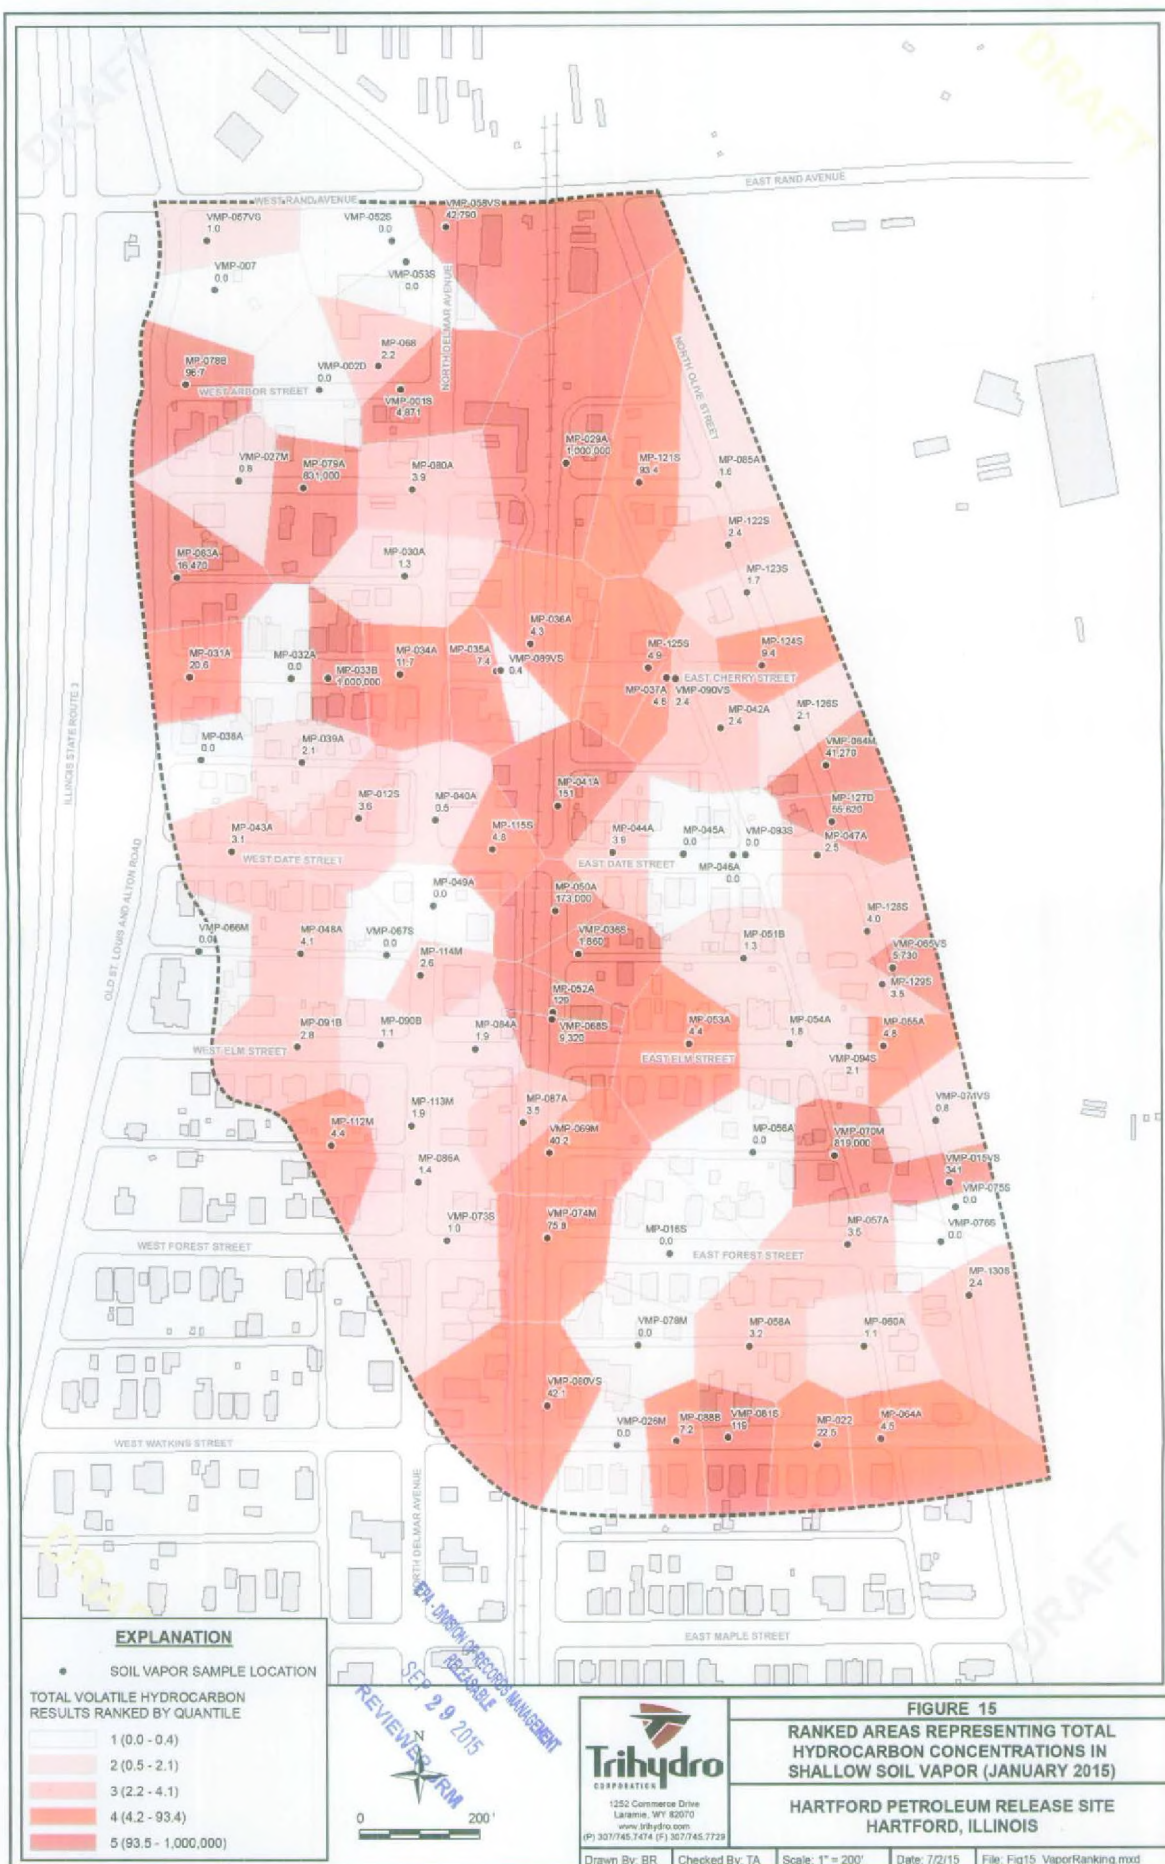 DRAFT
DRAFT
EAST RAND AVENUE
WEST RAND AVENUE
VMP-057VS
1.0
VMP-052S
0.0
VMP-058VS
42,790
VMP-007
0.0
VMP-053S
0.0
NORTH DELMAR AVENUE
MP-078B
96.7
VMP-002D
0.0
MP-068
2.2
WEST ARBOR STREET
VMP-001S
4,871
NORTH OLIVE STREET
VMP-027M
0.8
MP-079A
831,000
MP-080A
3.9
MP-029A
1,000,000
MP-121S
93.4
MP-085A
1.6
MP-122S
2.4
MP-083A
16,470
MP-030A
1.3
MP-123S
1.7
MP-031A
20.6
MP-032A
0.0
MP-033B
1,000,000
MP-034A
11.7
MP-035A
7.4
MP-036A
4.3
VMP-089VS
0.4
MP-125S
4.9
MP-124S
9.4
EAST CHERRY STREET
MP-037A
4.6
VMP-090VS
2.4
MP-042A
2.4
MP-126S
2.1
ILLINOIS STATE ROUTE 3
MP-038A
0.0
MP-039A
2.1
VMP-064M
41,270
MP-012S
3.6
MP-040A
0.5
MP-041A
151
MP-127D
55,620
MP-043A
3.1
MP-115S
4.8
MP-044A
3.9
MP-045A
0.0
VMP-093S
0.0
MP-047A
2.5
WEST DATE STREET
EAST DATE STREET
MP-046A
0.0
OLD ST. LOUIS AND ALTON ROAD
MP-049A
0.0
MP-050A
173,000
MP-128S
4.0
VMP-066M
0.0
MP-048A
4.1
VMP-067S
0.0
VMP-036S
1,860
MP-051B
1.3
VMP-065VS
5,730
MP-114M
2.6
MP-129S
3.5
MP-052A
129
MP-091B
2.8
MP-090B
1.1
MP-084A
1.9
VMP-068S
9,320
MP-053A
4.4
MP-054A
1.8
MP-055A
4.8
WEST ELM STREET
EAST ELM STREET
VMP-094S
2.1
MP-112M
4.4
MP-113M
1.9
MP-087A
3.5
VMP-069M
40.2
MP-056A
0.0
VMP-070M
819,000
VMP-071VS
0.8
MP-086A
1.4
VMP-015VS
341
VMP-075S
0.0
VMP-073S
1.0
VMP-074M
75.8
MP-016S
0.0
MP-057A
3.5
VMP-076S
0.0
WEST FOREST STREET
EAST FOREST STREET
MP-130S
2.4
VMP-078M
0.0
MP-058A
3.2
MP-060A
1.1
VMP-080VS
42.1
VMP-026M
0.0
MP-088B
7.2
VMP-081S
119
MP-022
22.5
MP-064A
4.5
WEST WATKINS STREET
NORTH DELMAR AVENUE
DRAFT
DRAFT
EAST MAPLE STREET
EPA - DIVISION OF RECORDS MANAGEMENT
RELEASABLE
SEP 29 2015
REVIEWER RM
EXPLANATION
SOIL VAPOR SAMPLE LOCATION
TOTAL VOLATILE HYDROCARBON
RESULTS RANKED BY QUANTILE
1 (0.0 - 0.4)
2 (0.5 - 2.1)
3 (2.2 - 4.1)
4 (4.2 - 93.4)
5 (93.5 - 1,000,000)
N
0 200'
Trihydro
CORPORATION
1252 Commerce Drive
Laramie, WY 82070
www.trihydro.com
(P) 307/745.7474 (F) 307/745.7729
FIGURE 15
RANKED AREAS REPRESENTING TOTAL
HYDROCARBON CONCENTRATIONS IN
SHALLOW SOIL VAPOR (JANUARY 2015)
HARTFORD PETROLEUM RELEASE SITE
HARTFORD, ILLINOIS
Drawn By: BR Checked By: TA Scale: 1" = 200' Date: 7/2/15 File: Fig15_VaporRanking.mxd